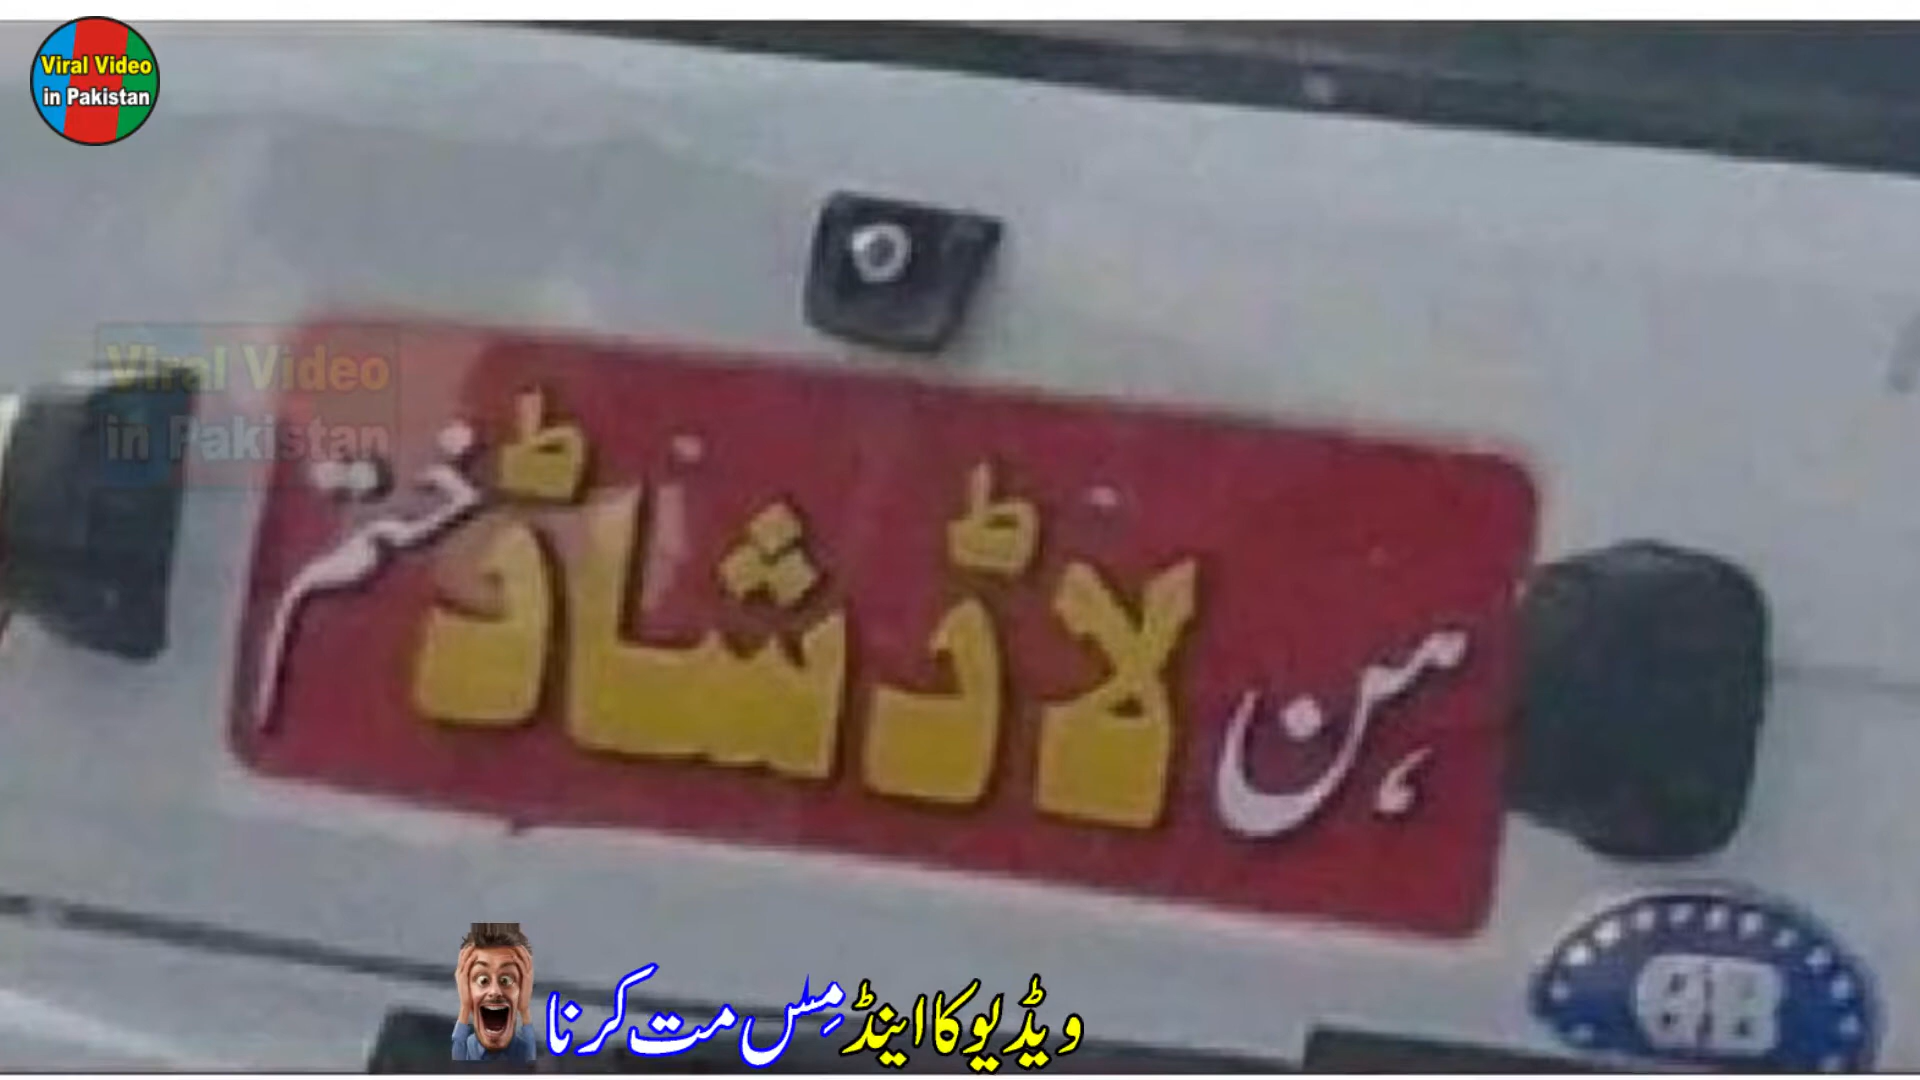 Viral Video
in Pakistan
Viral Video
in Pakistan
ہن لاڈ شاڈ ختم
ویڈیو کا اینڈ مِس مت کرنا